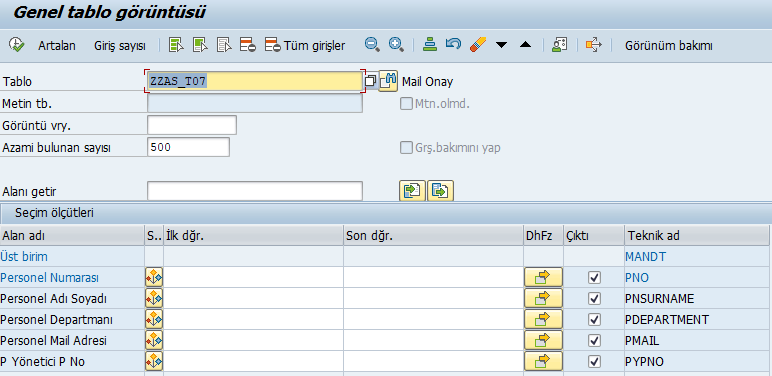 Genel tablo görüntüsü
Artalan Giriş sayısı Tüm girişler Görünüm bakımı
Tablo ZZAS_T07 Mail Onay
Metin tb. Mtn.olmd.
Görüntü vry.
Azami bulunan sayısı 500 Grş.bakımını yap
Alanı getir
Seçim ölçütleri
Alan adı S.. İlk dğr. Son dğr. DhFz Çıktı Teknik ad
Üst birim MANDT
Personel Numarası PNO
Personel Adı Soyadı PNSURNAME
Personel Departmanı PDEPARTMENT
Personel Mail Adresi PMAIL
P Yönetici P No PYPNO